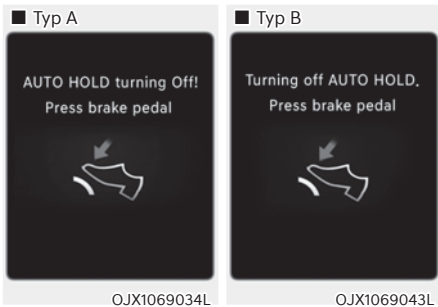 ■ Typ A
AUTO HOLD turning Off!
Press brake pedal
OJX1069034L
■ Typ B
Turning off AUTO HOLD.
Press brake pedal
OJX1069043L